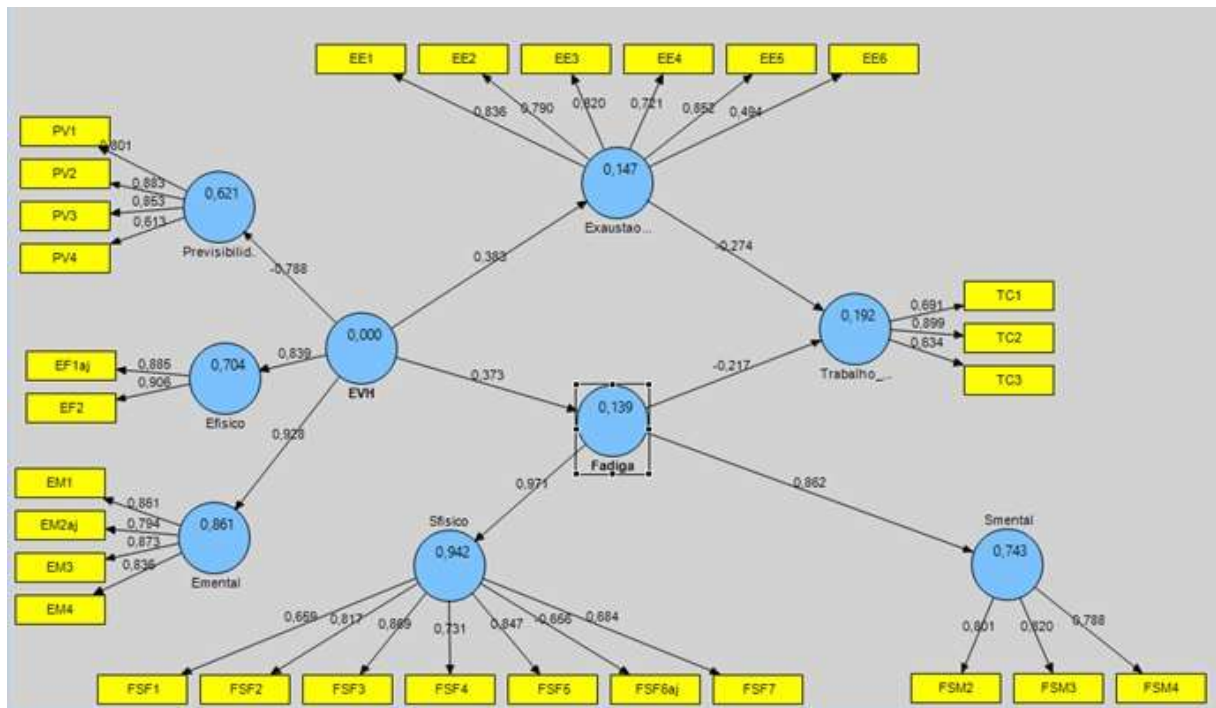 EE1 EE2 EE3 EE4 EE5 EE6
0,836 0,790 0,820 0,721 0,852 0,494
0,147
Exaustao...
PV1
PV2
PV3
PV4
0,801
0,883
0,853
0,613
0,621
Previsibilid.
-0,788
0,383
-0,274
0,000
EVH
EF1aj
EF2
0,885
0,906
0,704
Efisico
0,839
0,373
0,192
Trabalho_...
0,691
0,899
0,634
TC1
TC2
TC3
-0,217
0,139
Fadiga
0,928
EM1
EM2aj
EM3
EM4
0,861
0,794
0,873
0,836
0,861
Emental
0,971
0,862
Sfisico
0,942
Smental
0,743
0,659 0,817 0,869 0,731 0,847 -0,656 0,684
0,801 0,820 0,788
FSF1 FSF2 FSF3 FSF4 FSF5 FSF6aj FSF7
FSM2 FSM3 FSM4